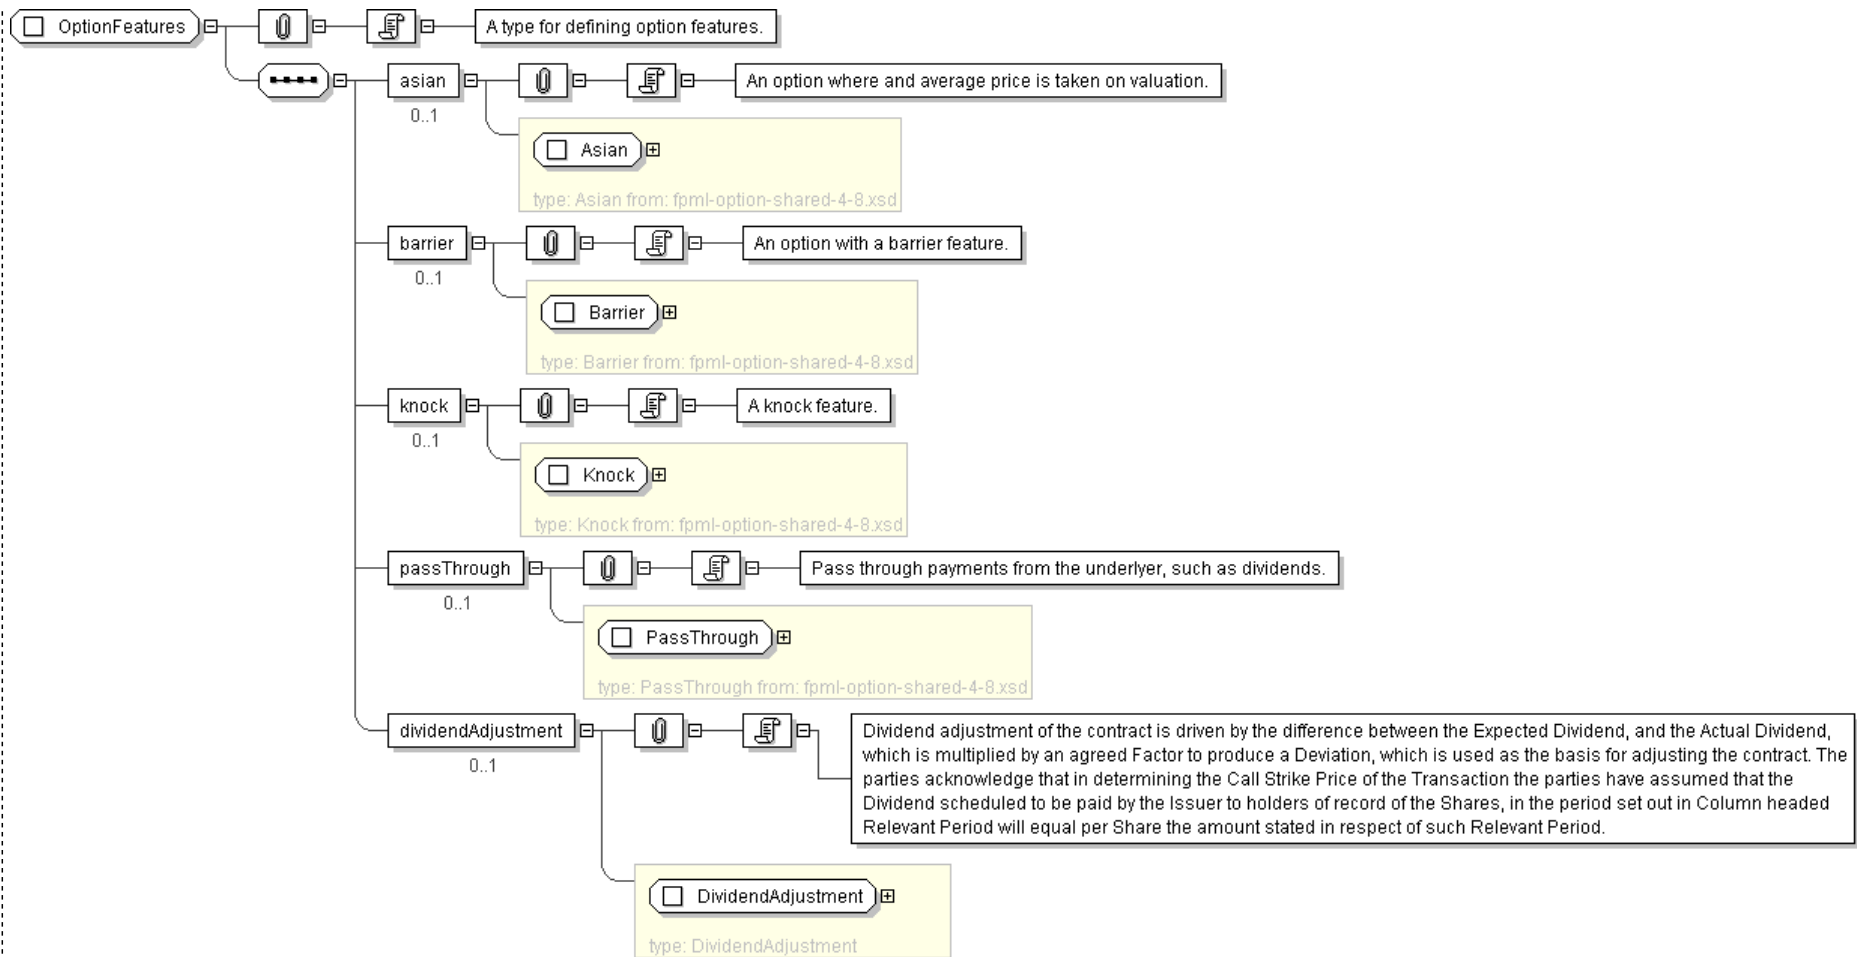 OptionFeatures
A type for defining option features.
asian
An option where and average price is taken on valuation.
0..1
Asian
type: Asian from: fpml-option-shared-4-8.xsd
barrier
An option with a barrier feature.
0..1
Barrier
type: Barrier from: fpml-option-shared-4-8.xsd
knock
A knock feature.
0..1
Knock
type: Knock from: fpml-option-shared-4-8.xsd
passThrough
Pass through payments from the underlyer, such as dividends.
0..1
PassThrough
type: PassThrough from: fpml-option-shared-4-8.xsd
dividendAdjustment
0..1
Dividend adjustment of the contract is driven by the difference between the Expected Dividend, and the Actual Dividend,
which is multiplied by an agreed Factor to produce a Deviation, which is used as the basis for adjusting the contract. The
parties acknowledge that in determining the Call Strike Price of the Transaction the parties have assumed that the
Dividend scheduled to be paid by the Issuer to holders of record of the Shares, in the period set out in Column headed
Relevant Period will equal per Share the amount stated in respect of such Relevant Period.
DividendAdjustment
type: DividendAdjustment